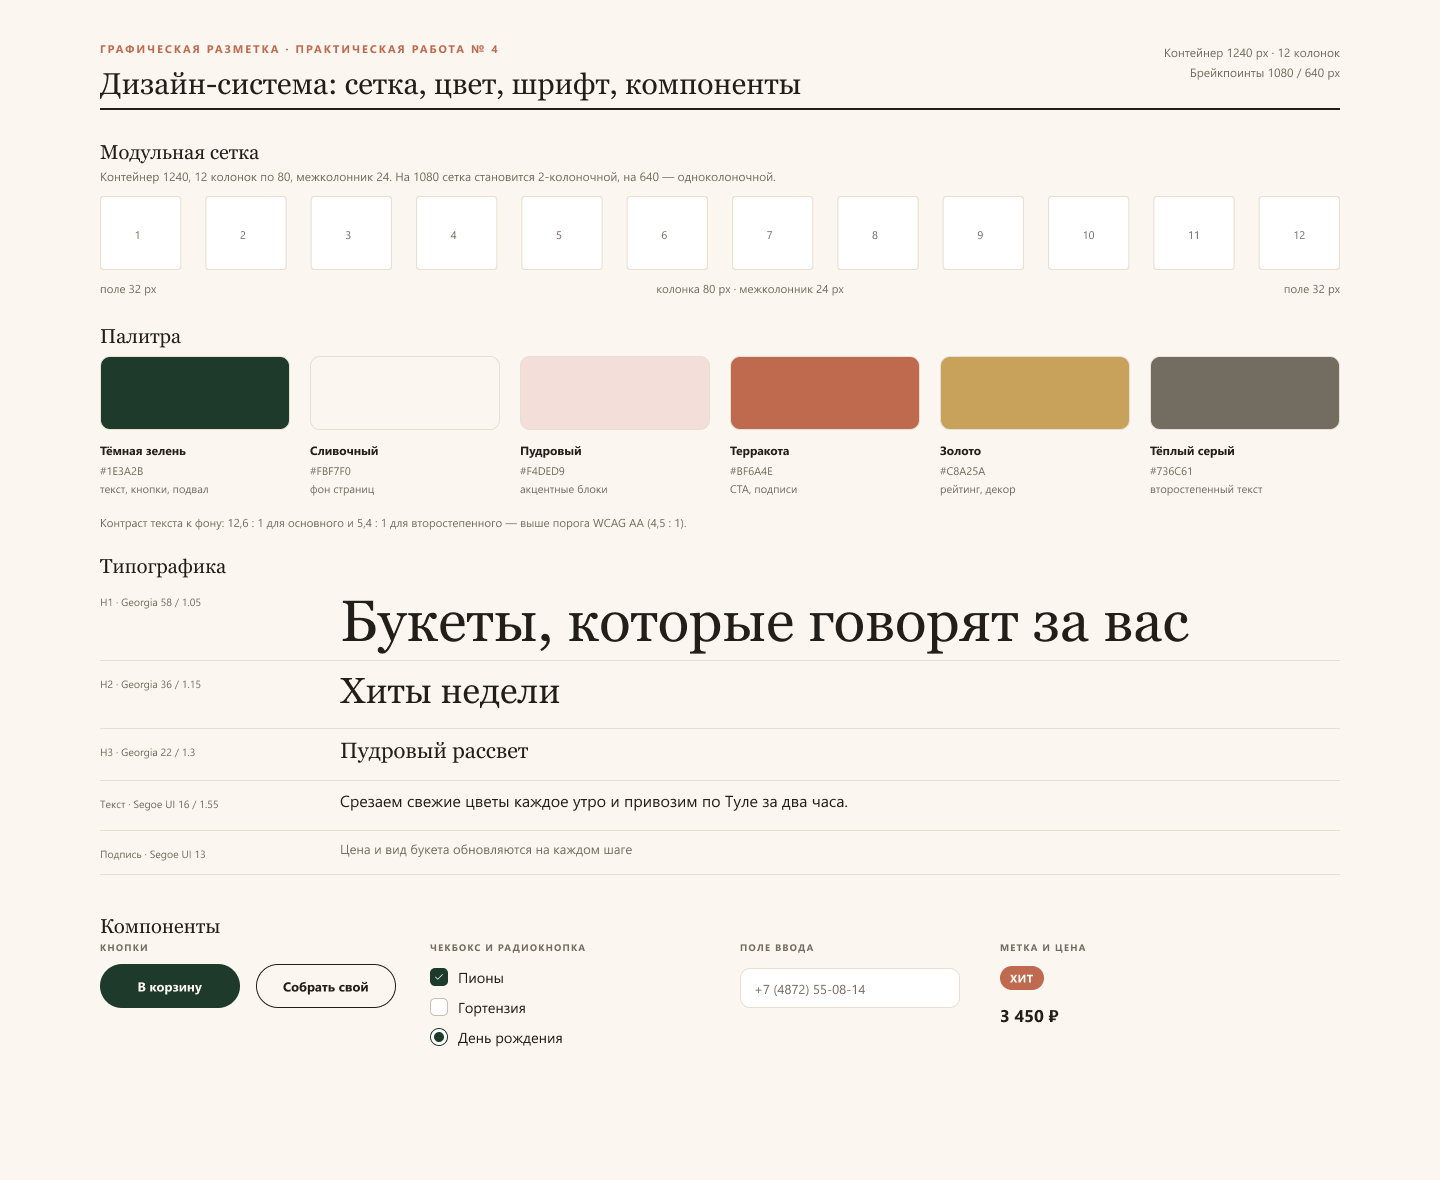 ГРАФИЧЕСКАЯ РАЗМЕТКА · ПРАКТИЧЕСКАЯ РАБОТА № 4
Дизайн-система: сетка, цвет, шрифт, компоненты
Контейнер 1240 px · 12 колонок
Брейкпоинты 1080 / 640 px
Модульная сетка
Контейнер 1240, 12 колонок по 80, межколонник 24. На 1080 сетка становится 2-колоночной, на 640 — одноколоночной.
1 2 3 4 5 6 7 8 9 10 11 12
поле 32 px колонка 80 px · межколонник 24 px поле 32 px
Палитра
Тёмная зелень
#1E3A2B
текст, кнопки, подвал
Сливочный
#FBF7F0
фон страниц
Пудровый
#F4DED9
акцентные блоки
Терракота
#BF6A4E
CTA, подписи
Золото
#C8A25A
рейтинг, декор
Тёплый серый
#736C61
второстепенный текст
Контраст текста к фону: 12,6 : 1 для основного и 5,4 : 1 для второстепенного — выше порога WCAG AA (4,5 : 1).
Типографика
H1 · Georgia 58 / 1.05
Букеты, которые говорят за вас
H2 · Georgia 36 / 1.15
Хиты недели
H3 · Georgia 22 / 1.3
Пудровый рассвет
Текст · Segoe UI 16 / 1.55
Срезаем свежие цветы каждое утро и привозим по Туле за два часа.
Подпись · Segoe UI 13
Цена и вид букета обновляются на каждом шаге
Компоненты
КНОПКИ
В корзину
Собрать свой
ЧЕКБОКС И РАДИОКНОПКА
Пионы
Гортензия
День рождения
ПОЛЕ ВВОДА
+7 (4872) 55-08-14
МЕТКА И ЦЕНА
ХИТ
3 450 ₽